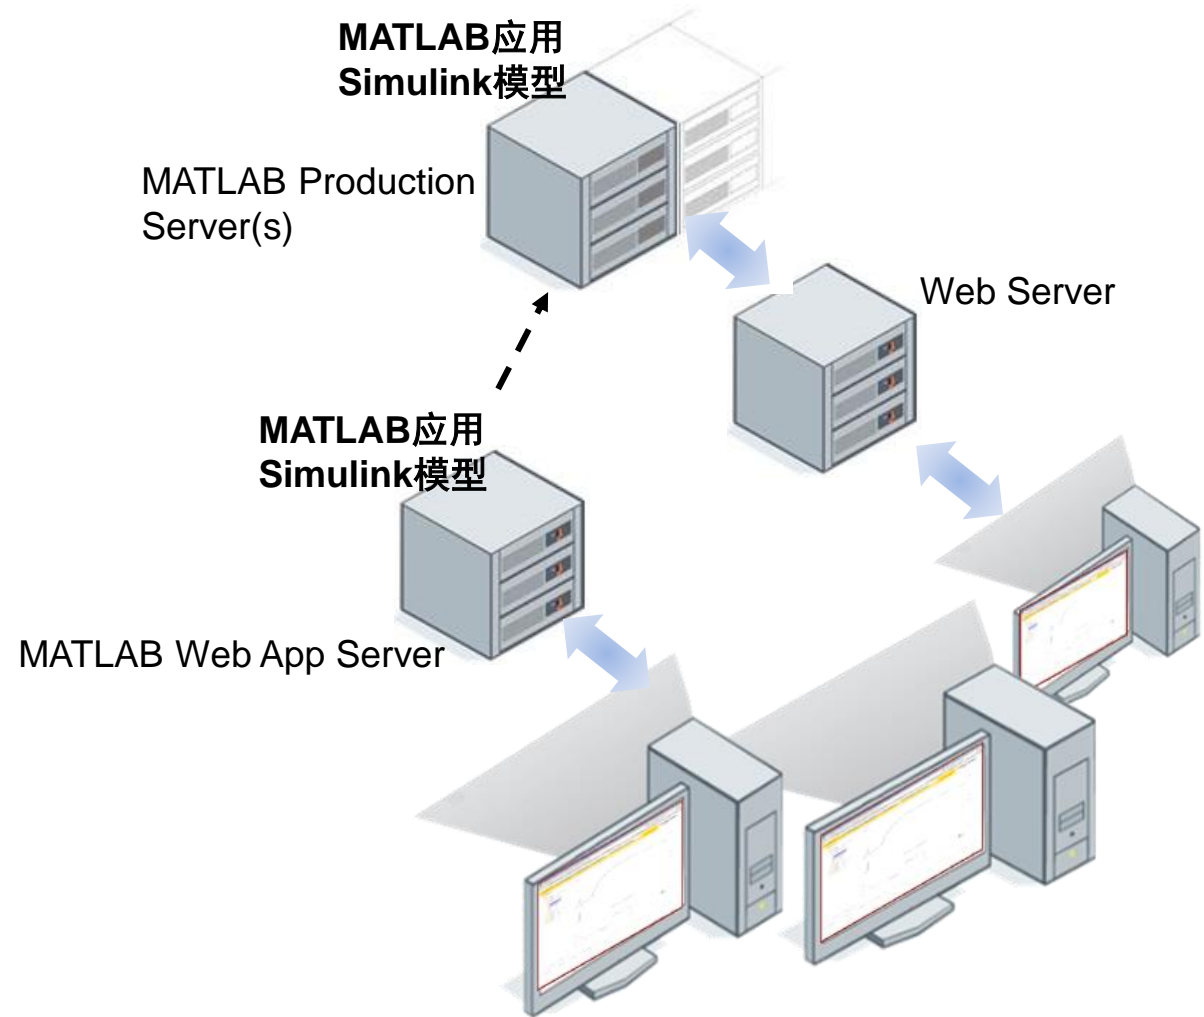 MATLAB应用
Simulink模型
MATLAB Production
Server(s)
Web Server
MATLAB应用
Simulink模型
MATLAB Web App Server